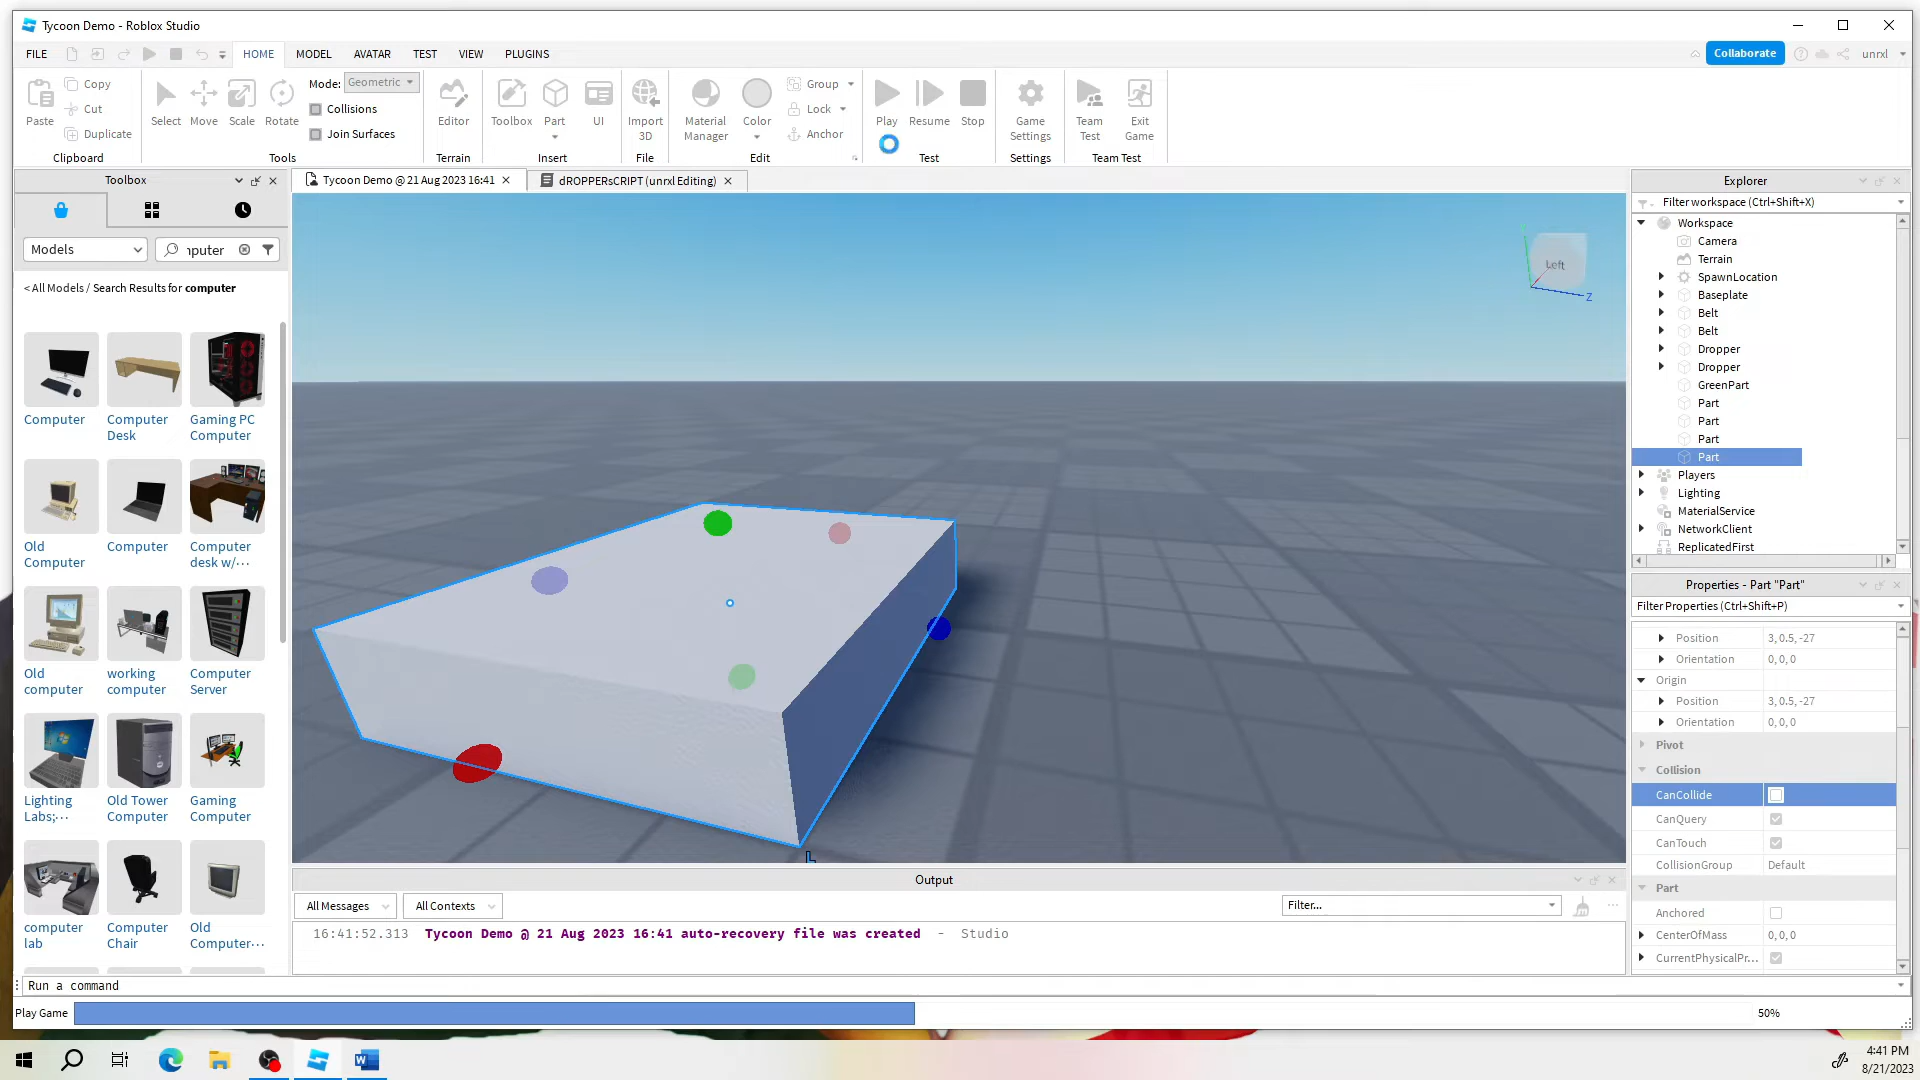 Tycoon Demo - Roblox Studio
FILE HOME MODEL AVATAR TEST VIEW PLUGINS Collaborate unrxl
Paste Copy Cut Duplicate Clipboard
Select Move Scale Rotate Mode: Geometric Collisions Join Surfaces Tools
Editor Terrain
Toolbox Part UI Insert
Import 3D File
Material Manager Color Group Lock Anchor Edit
Play Resume Stop Test
Game Settings Settings
Team Test Exit Game Team Test
Toolbox
Models
mputer
< All Models / Search Results for computer
Computer
Computer Desk
Gaming PC Computer
Old Computer
Computer
Computer desk w/···
Old computer
working computer
Computer Server
Lighting Labs;···
Old Tower Computer
Gaming Computer
computer lab
Computer Chair
Old Computer···
Tycoon Demo @ 21 Aug 2023 16:41
dROPPERsCRIPT (unrxl Editing)
Left
Z
Output
All Messages All Contexts Filter...
16:41:52.313 Tycoon Demo @ 21 Aug 2023 16:41 auto-recovery file was created - Studio
Explorer
Filter workspace (Ctrl+Shift+X)
Workspace
Camera
Terrain
SpawnLocation
Baseplate
Belt
Belt
Dropper
Dropper
GreenPart
Part
Part
Part
Part
Players
Lighting
MaterialService
NetworkClient
ReplicatedFirst
Properties - Part "Part"
Filter Properties (Ctrl+Shift+P)
Position 3, 0.5, -27
Orientation 0, 0, 0
Origin
Position 3, 0.5, -27
Orientation 0, 0, 0
Pivot
Collision
CanCollide
CanQuery
CanTouch
CollisionGroup Default
Part
Anchored
CenterOfMass 0, 0, 0
CurrentPhysicalPr...
Run a command
Play Game 50%
4:41 PM
8/21/2023